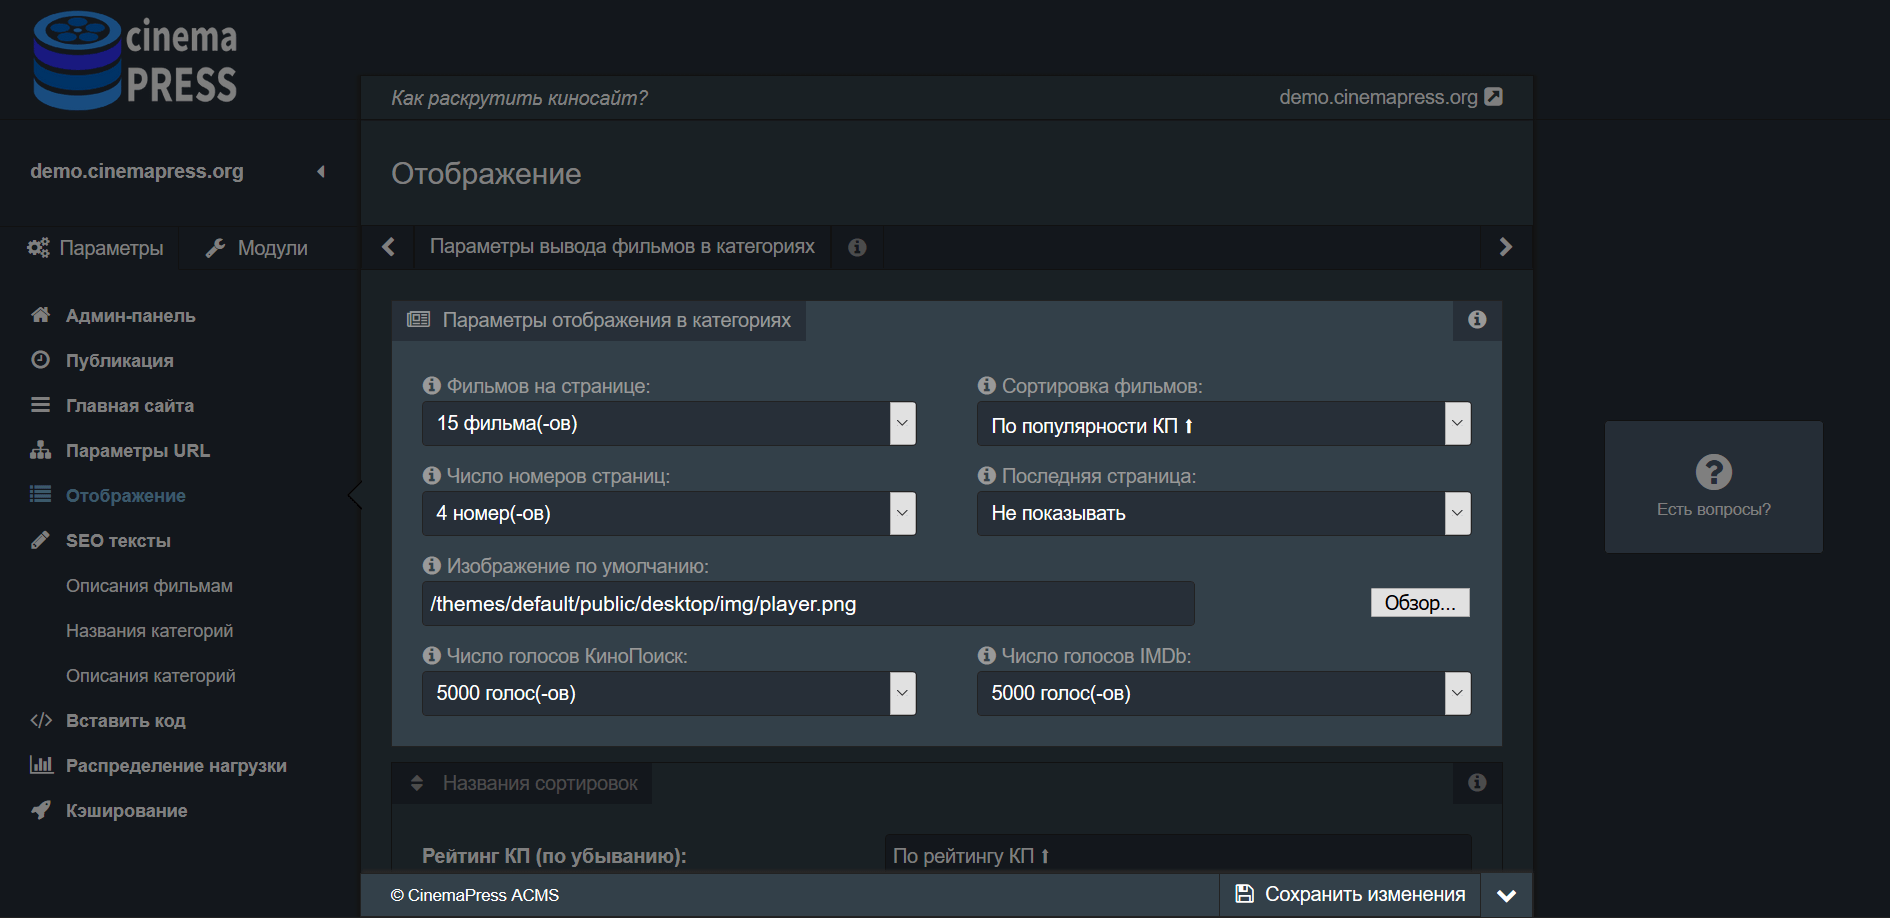 cinema
PRESS
Как раскрутить киносайт?
demo.cinemapress.org
demo.cinemapress.org
Отображение
Параметры
Модули
Параметры вывода фильмов в категориях
Админ-панель
Публикация
Главная сайта
Параметры URL
Отображение
SEO тексты
Описания фильмам
Названия категорий
Описания категорий
Вставить код
Распределение нагрузки
Кэширование
Параметры отображения в категориях
Фильмов на странице:
15 фильма(-ов)
Сортировка фильмов:
По популярности КП ⬆
Число номеров страниц:
4 номер(-ов)
Последняя страница:
Не показывать
Изображение по умолчанию:
/themes/default/public/desktop/img/player.png
Обзор...
Число голосов КиноПоиск:
5000 голос(-ов)
Число голосов IMDb:
5000 голос(-ов)
Названия сортировок
Рейтинг КП (по убыванию):
По рейтингу КП ⬆
Есть вопросы?
© CinemaPress ACMS
Сохранить изменения